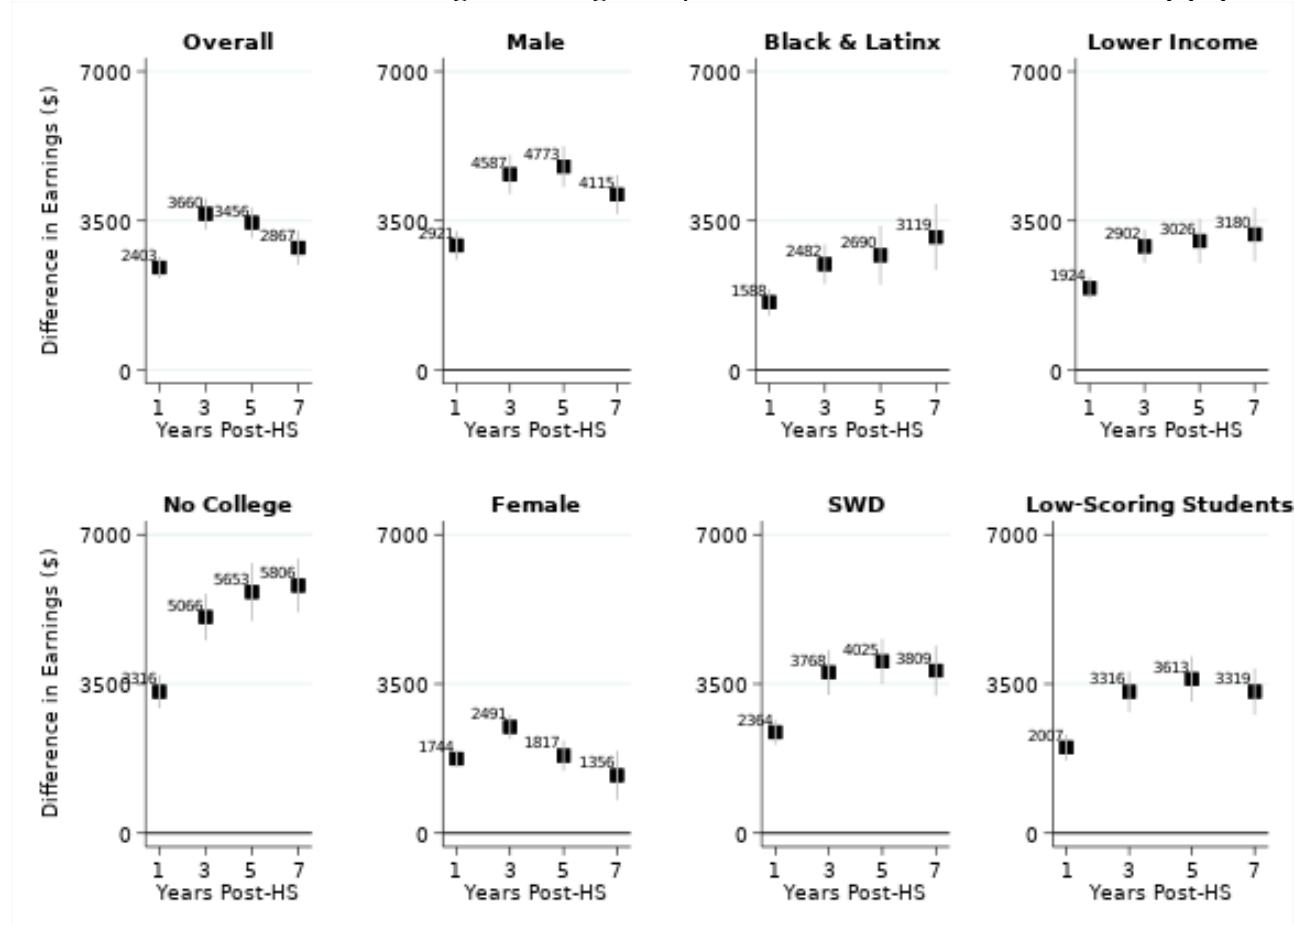 Overall
Male
Black & Latinx
Lower Income
Difference in Earnings ($)
7000
3500
0
2403
3660
3456
2867
1 3 5 7
Years Post-HS
7000
3500
0
2921
4587
4773
4115
1 3 5 7
Years Post-HS
7000
3500
0
1588
2482
2690
3119
1 3 5 7
Years Post-HS
7000
3500
0
1924
2902
3026
3180
1 3 5 7
Years Post-HS
No College
Female
SWD
Low-Scoring Students
Difference in Earnings ($)
7000
3500
0
3316
5066
5653
5806
1 3 5 7
Years Post-HS
7000
3500
0
1744
2491
1817
1356
1 3 5 7
Years Post-HS
7000
3500
0
2364
3768
4025
3809
1 3 5 7
Years Post-HS
7000
3500
0
2007
3316
3613
3319
1 3 5 7
Years Post-HS